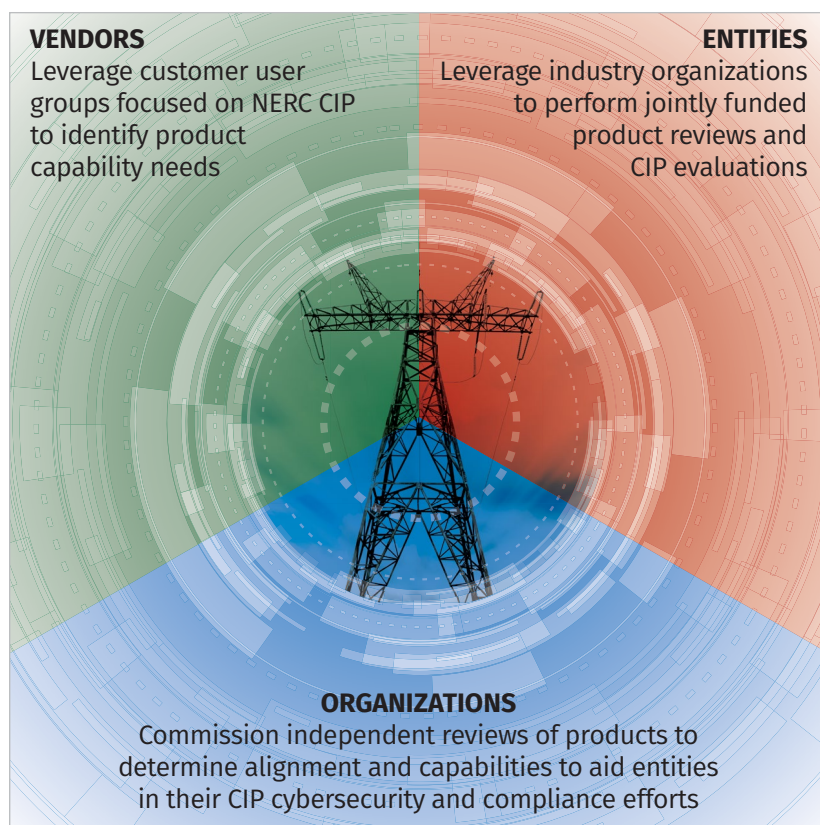 VENDORS
Leverage customer user
groups focused on NERC CIP
to identify product
capability needs
ENTITIES
Leverage industry organizations
to perform jointly funded
product reviews and
CIP evaluations
ORGANIZATIONS
Commission independent reviews of products to
determine alignment and capabilities to aid entities
in their CIP cybersecurity and compliance efforts